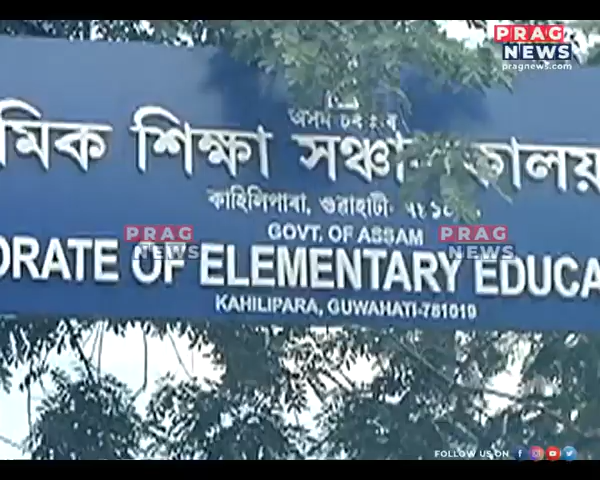 PRAG
NEWS
pragnews.com
অসম চৰকাৰ
মিক শিক্ষা সঞ্চা কালয়
কাহিলিপাৰা, গুৱাহাটী-
GOVT. OF ASSAM
PRAG NEWS
PRAG NEWS
ORATE OF ELEMENTARY EDUCA
KAHILIPARA, GUWAHATI-781019
FOLLOW US ON